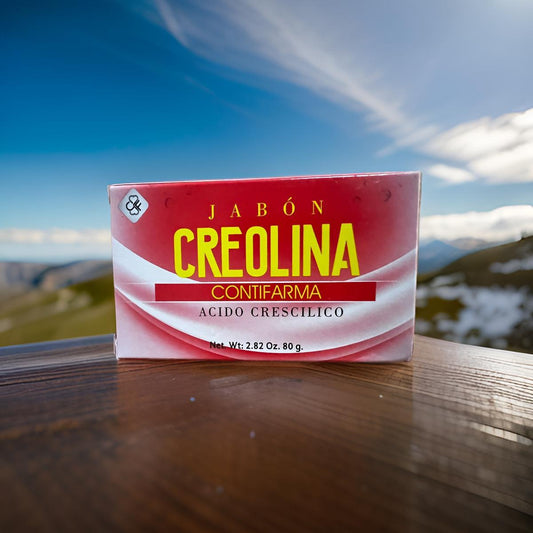 JABÓN
CREOLINA
CONTIFARMA
ACIDO CRESCILICO
Net. Wt: 2.82 Oz. 80 g.